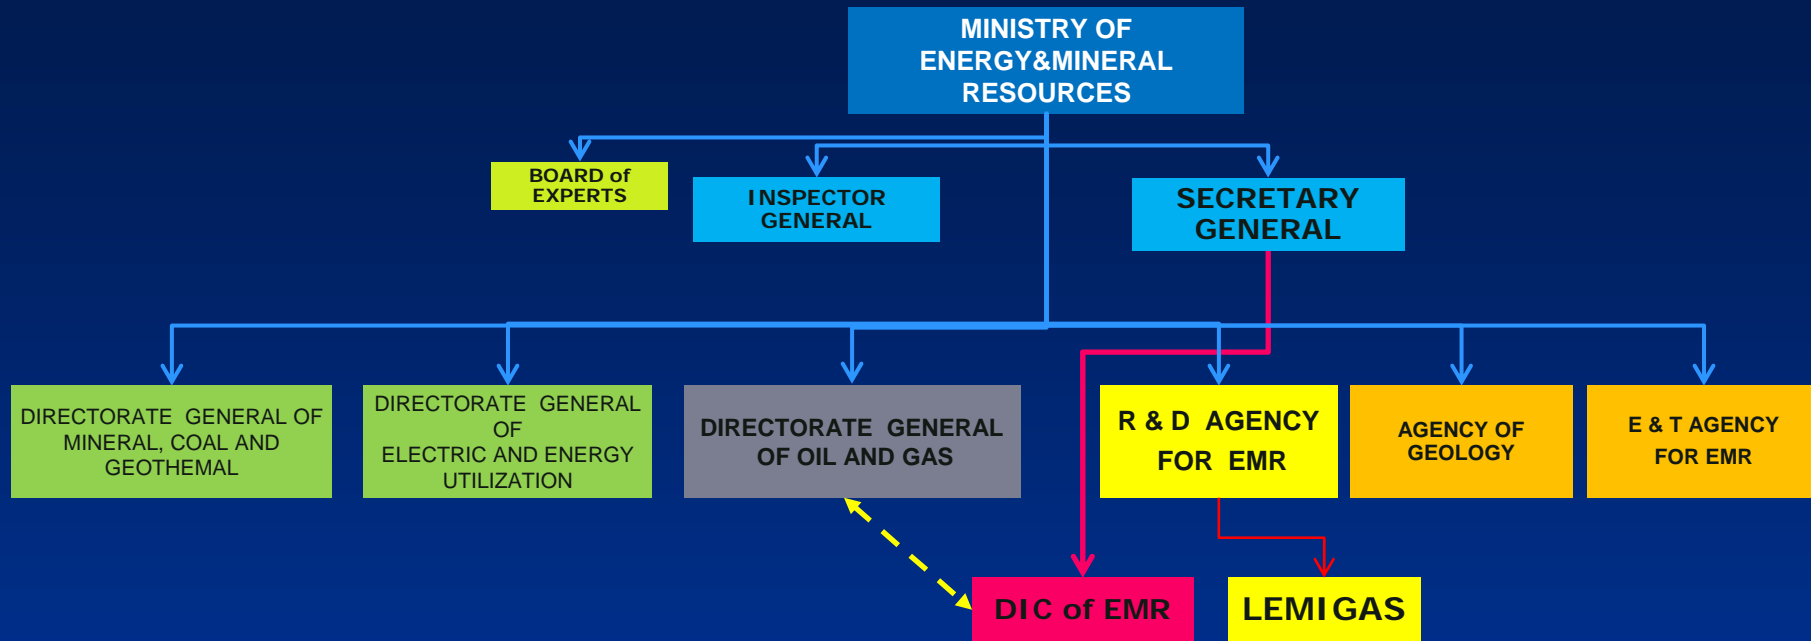 MINISTRY OF
ENERGY&MINERAL
RESOURCES
BOARD of
EXPERTS
INSPECTOR
GENERAL
SECRETARY
GENERAL
DIRECTORATE GENERAL OF
MINERAL, COAL AND
GEOTHEMAL
DIRECTORATE GENERAL
OF
ELECTRIC AND ENERGY
UTILIZATION
DIRECTORATE GENERAL
OF OIL AND GAS
R & D AGENCY
FOR EMR
AGENCY OF
GEOLOGY
E & T AGENCY
FOR EMR
DIC of EMR
LEMIGAS